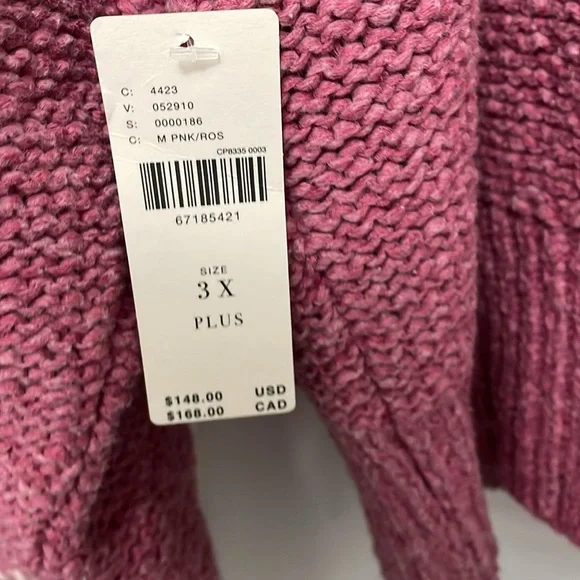 C: 4423
V: 052910
S: 0000186
C: M PNK/ROS
CP8335 0003
67185421
SIZE
3 X
PLUS
$148.00 USD
$168.00 CAD